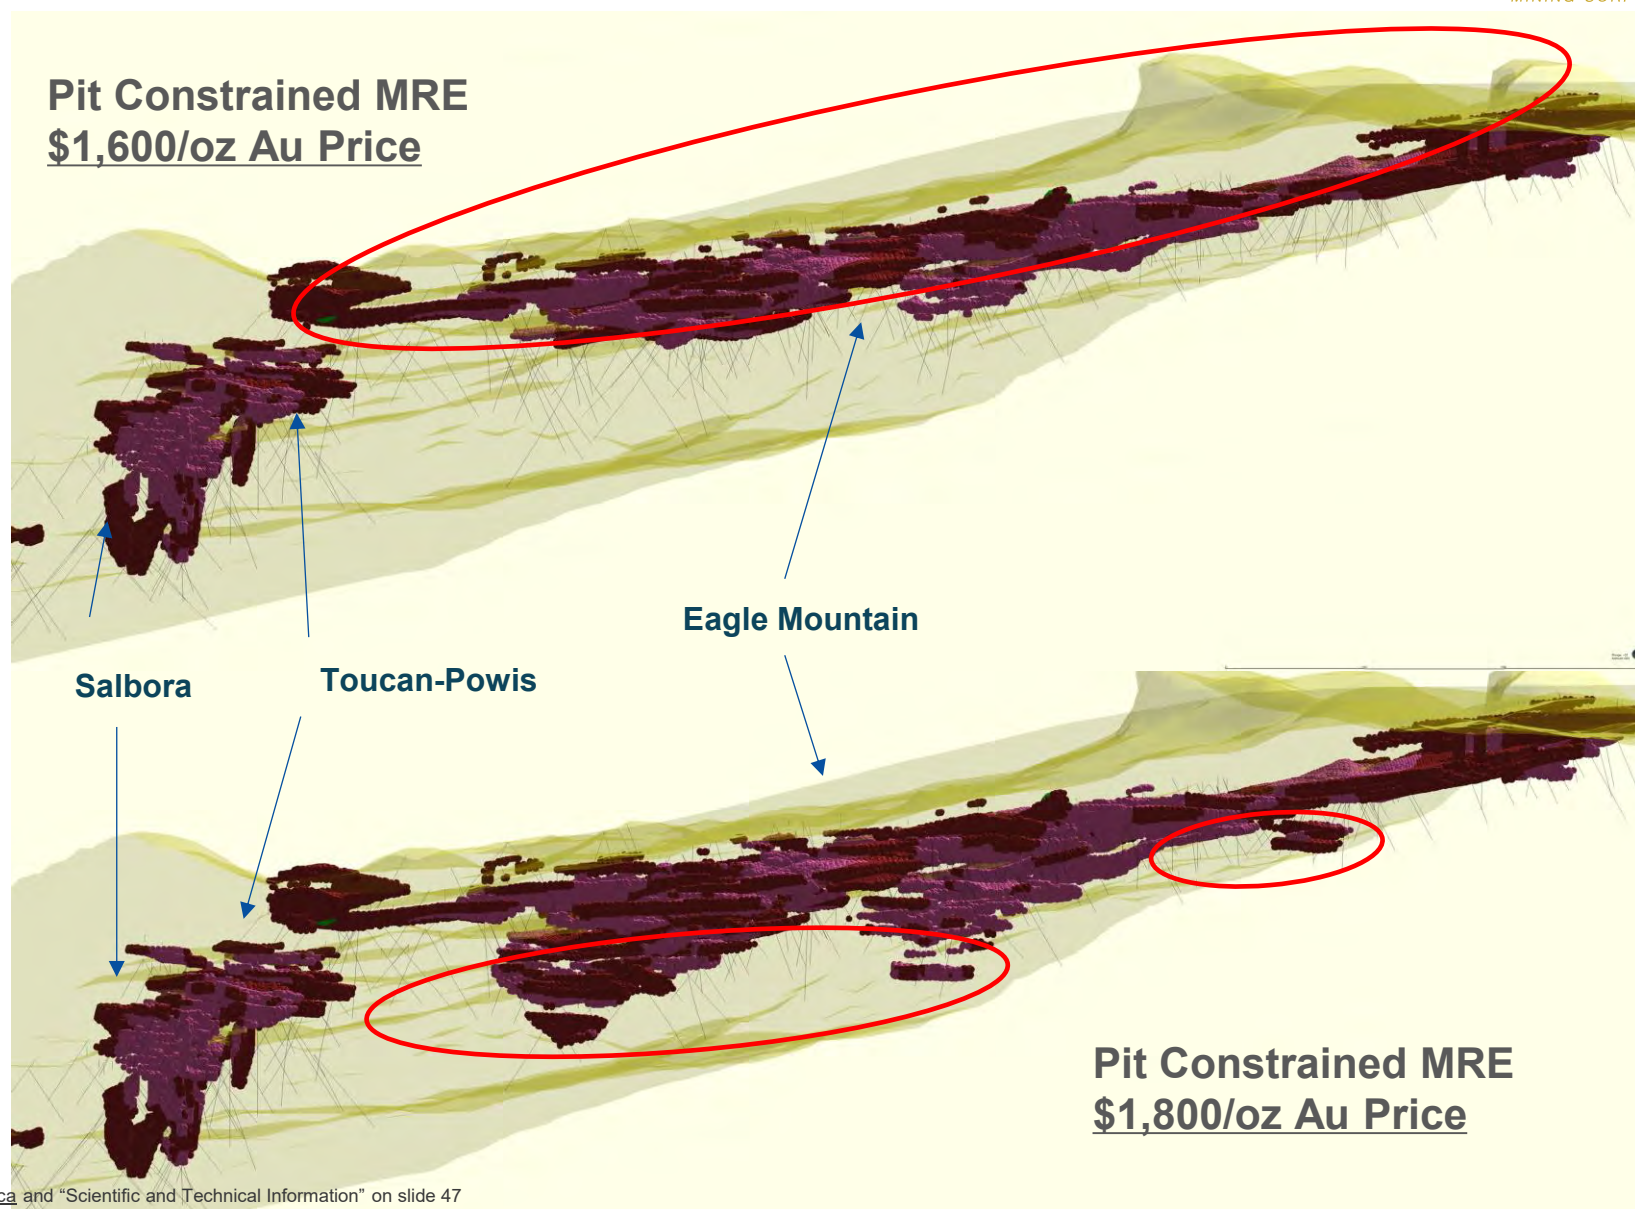 Pit Constrained MRE
$1,600/oz Au Price
Eagle Mountain
Salbora
Toucan-Powis
Pit Constrained MRE
$1,800/oz Au Price
ca and “Scientific and Technical Information” on slide 47